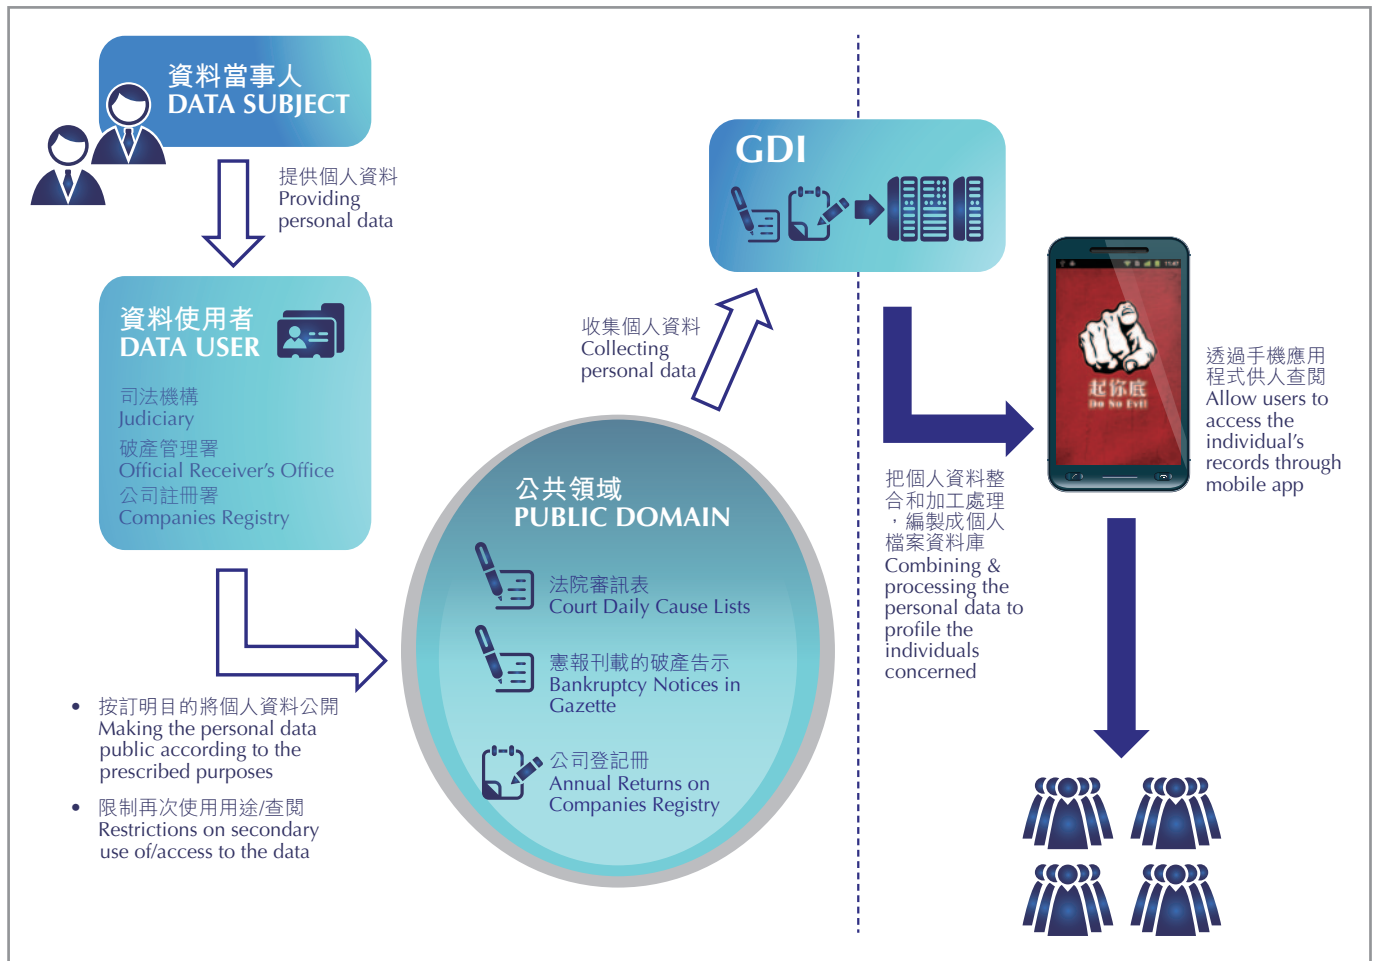 資料當事人
DATA SUBJECT
提供個人資料
Providing
personal data
資料使用者
DATA USER
司法機構
Judiciary
破產管理署
Official Receiver's Office
公司註冊署
Companies Registry
• 按訂明目的將個人資料公開
Making the personal data
public according to the
prescribed purposes
• 限制再次使用用途/查閱
Restrictions on secondary
use of/access to the data
公共領域
PUBLIC DOMAIN
法院審訊表
Court Daily Cause Lists
憲報刊載的破產告示
Bankruptcy Notices in
Gazette
公司登記冊
Annual Returns on
Companies Registry
收集個人資料
Collecting
personal data
GDI
把個人資料整
合和加工處理
，編製成個人
檔案資料庫
Combining &
processing the
personal data to
profile the
individuals
concerned
11:47
起你底
Do No Evil
透過手機應用
程式供人查閱
Allow users to
access the
individual's
records through
mobile app